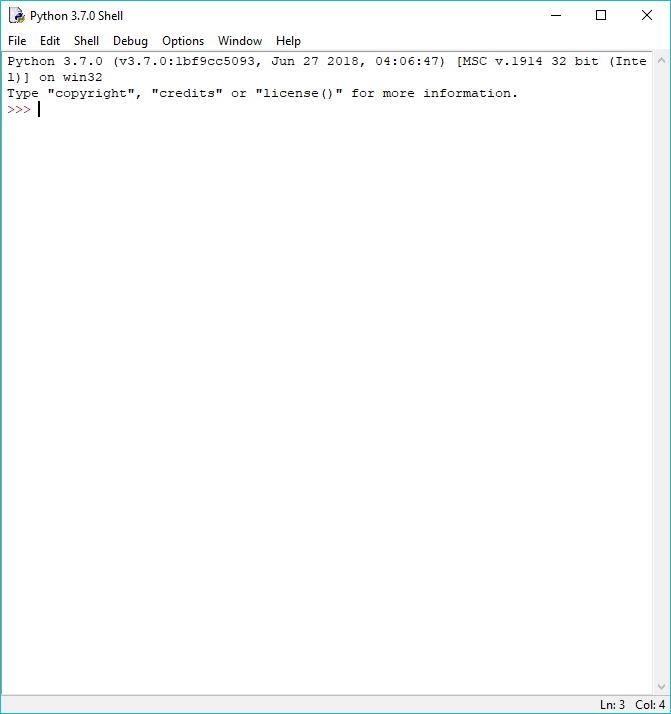 Python 3.7.0 Shell
File Edit Shell Debug Options Window Help
Python 3.7.0 (v3.7.0:1bf9cc5093, Jun 27 2018, 04:06:47) [MSC v.1914 32 bit (Inte
l)] on win32
Type "copyright", "credits" or "license()" for more information.
>>>
Ln: 3 Col: 4